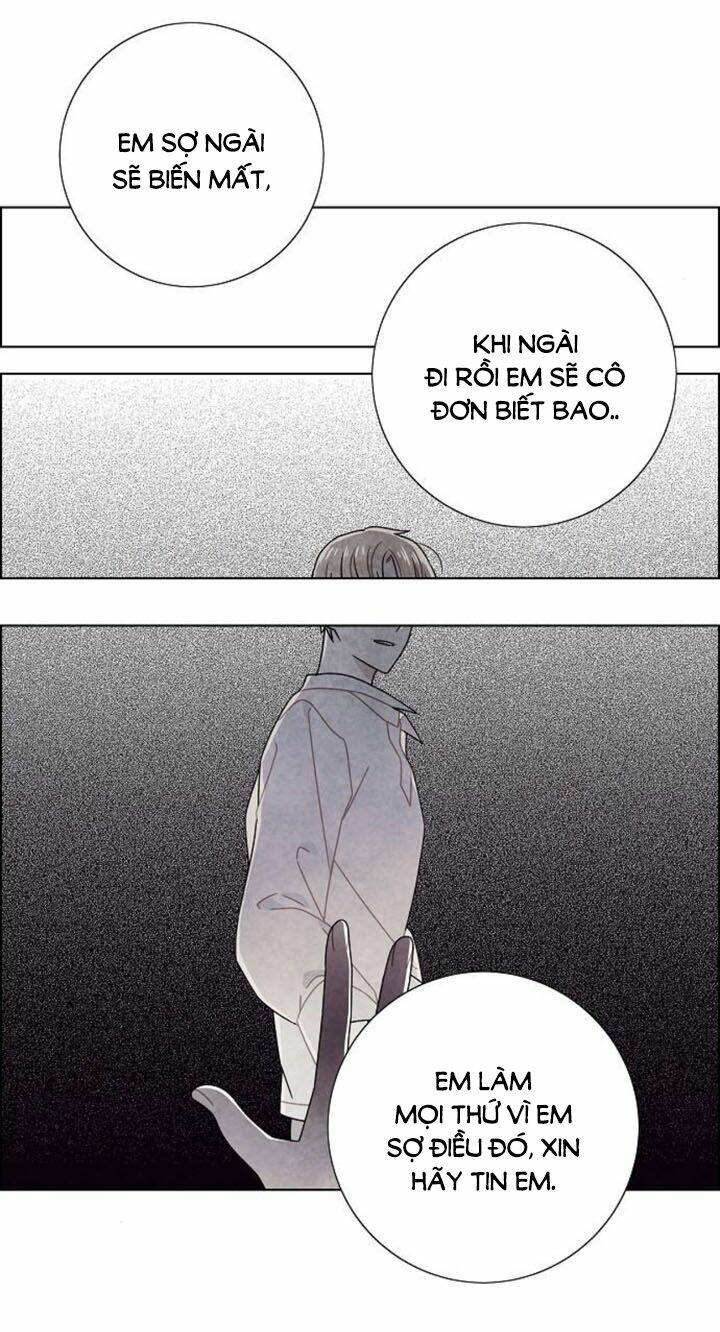 EM SỢ NGÀI
SẼ BIẾN MẤT,
KHI NGÀI
ĐI RỒI EM SẼ CÔ
ĐƠN BIẾT BAO..
EM LÀM
MỌI THỨ VÌ EM
SỢ ĐIỀU ĐÓ, XIN
HÃY TIN EM.